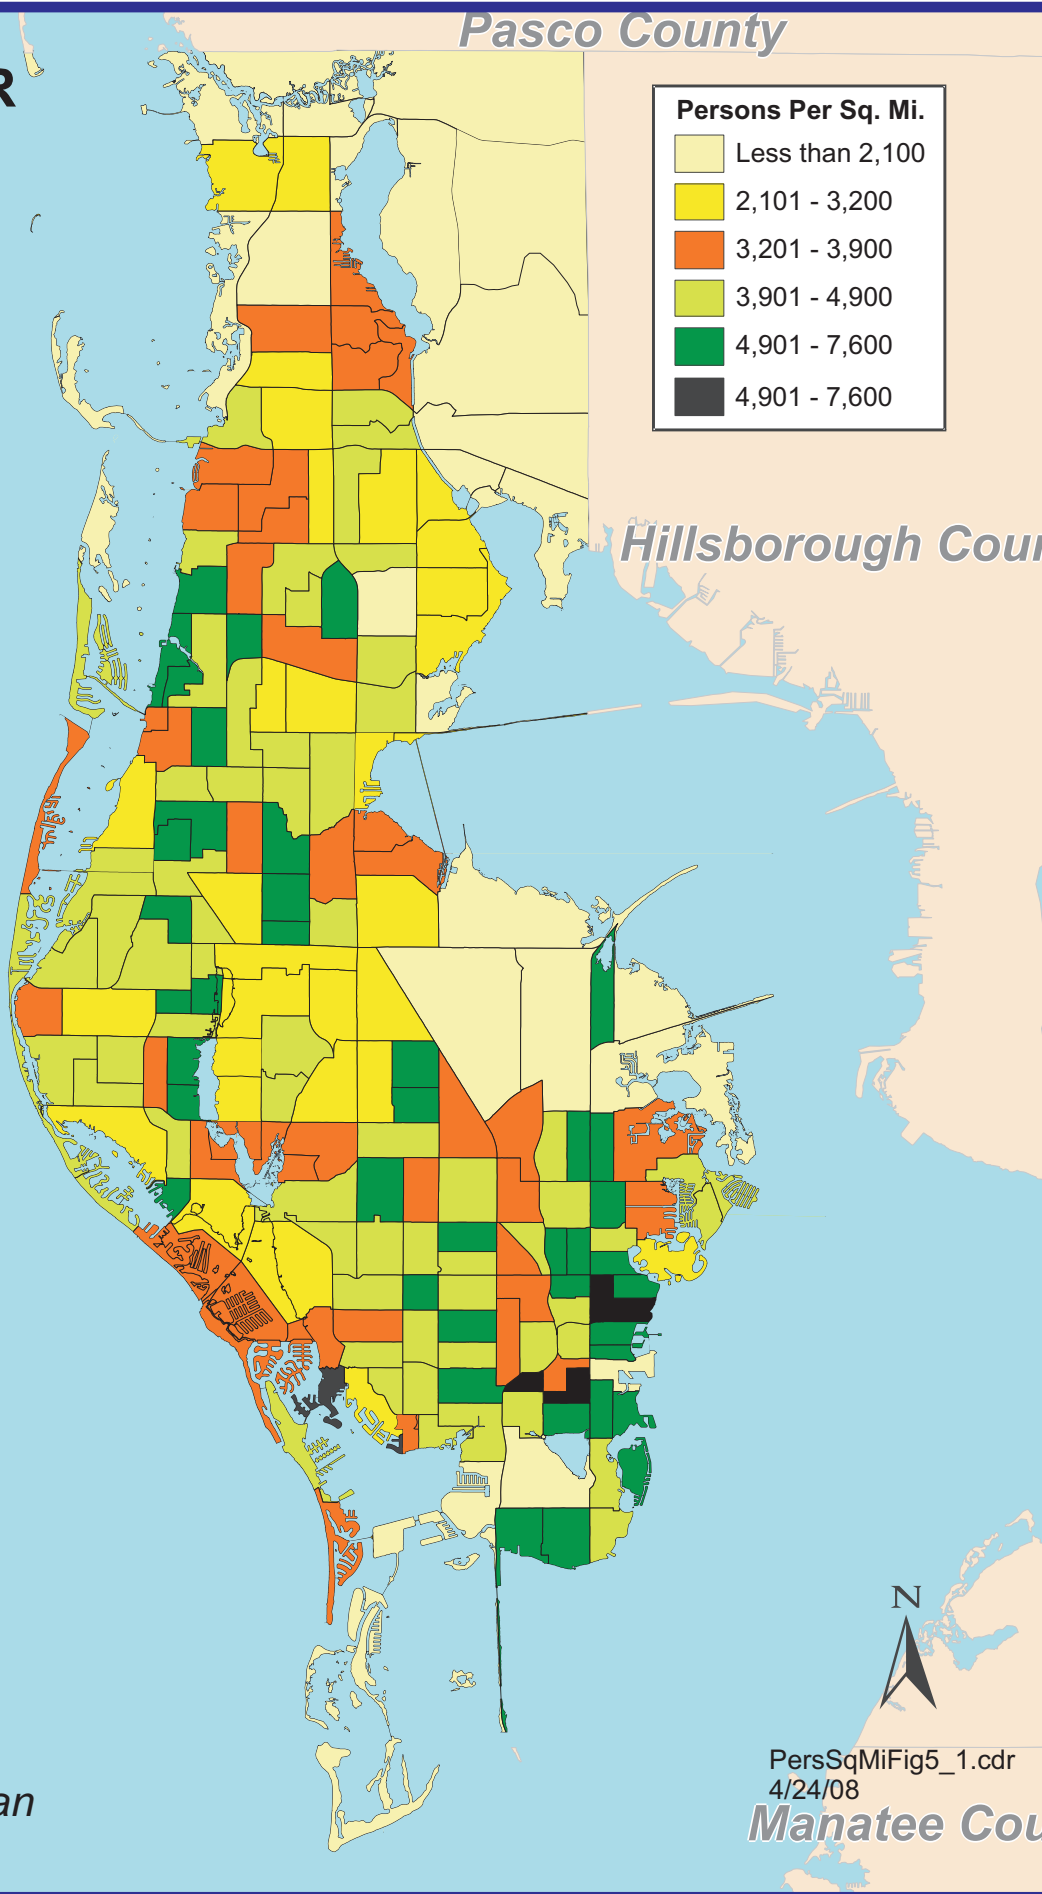 Pasco County
R
Persons Per Sq. Mi.
Less than 2,100
2,101 - 3,200
3,201 - 3,900
3,901 - 4,900
4,901 - 7,600
4,901 - 7,600
Hillsborough Coun
N
PersSqMiFig5_1.cdr
4/24/08
an
Manatee Cou